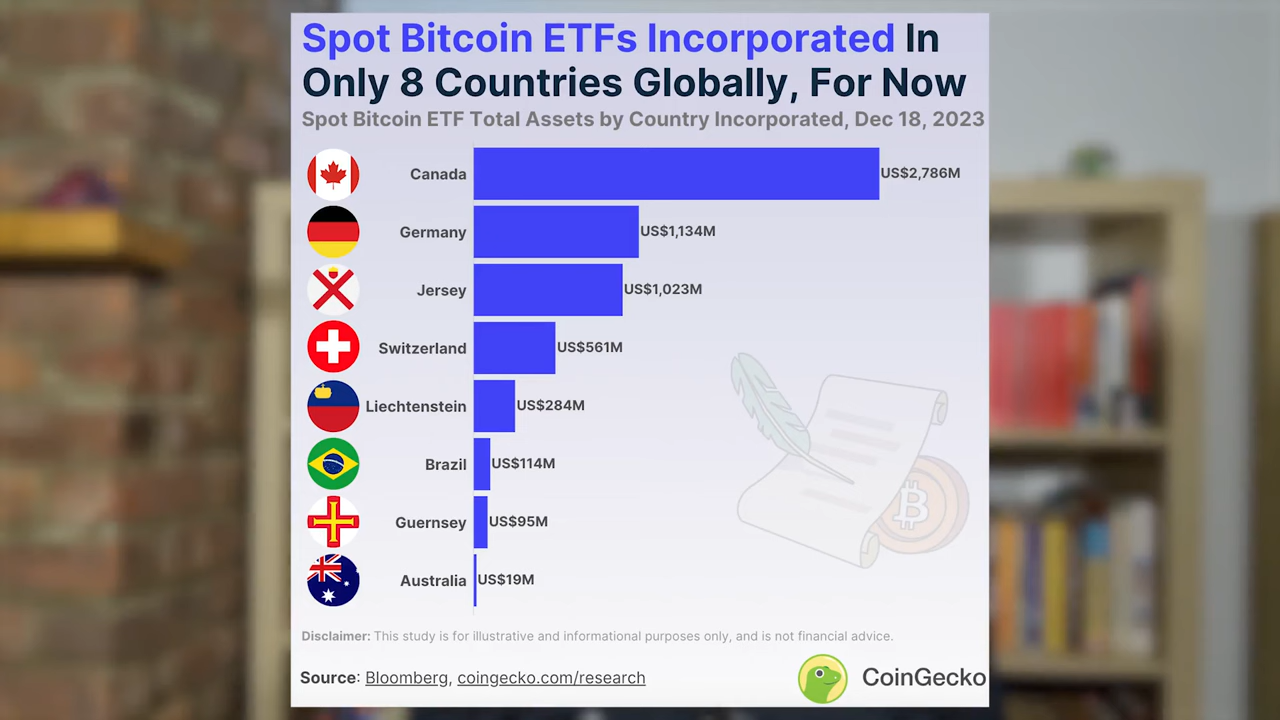 Spot Bitcoin ETFs Incorporated In
Only 8 Countries Globally, For Now
Spot Bitcoin ETF Total Assets by Country Incorporated, Dec 18, 2023
Canada US$2,786M
Germany US$1,134M
Jersey US$1,023M
Switzerland US$561M
Liechtenstein US$284M
Brazil US$114M
Guernsey US$95M
Australia US$19M
Disclaimer: This study is for illustrative and informational purposes only, and is not financial advice.
Source: Bloomberg, coingecko.com/research
CoinGecko